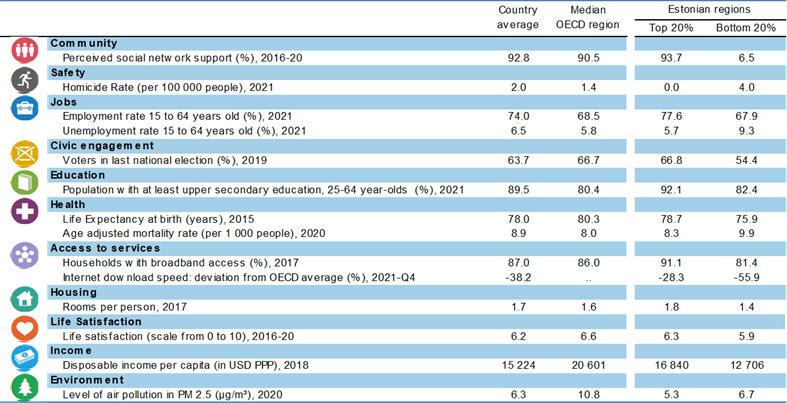 Country average Median OECD region Estonian regions
Top 20% Bottom 20%
Community
Perceived social network support (%), 2016-20 92.8 90.5 93.7 6.5
Safety
Homicide Rate (per 100 000 people), 2021 2.0 1.4 0.0 4.0
Jobs
Employment rate 15 to 64 years old (%), 2021 74.0 68.5 77.6 67.9
Unemployment rate 15 to 64 years old (%), 2021 6.5 5.8 5.7 9.3
Civic engagement
Voters in last national election (%), 2019 63.7 66.7 66.8 54.4
Education
Population with at least upper secondary education, 25-64 year-olds (%), 2021 89.5 80.4 92.1 82.4
Health
Life Expectancy at birth (years), 2015 78.0 80.3 78.7 75.9
Age adjusted mortality rate (per 1 000 people), 2020 8.9 8.0 8.3 9.9
Access to services
Households with broadband access (%), 2017 87.0 86.0 91.1 81.4
Internet download speed: deviation from OECD average (%), 2021-Q4 -38.2 .. -28.3 -55.9
Housing
Rooms per person, 2017 1.7 1.6 1.8 1.4
Life Satisfaction
Life satisfaction (scale from 0 to 10), 2016-20 6.2 6.6 6.3 5.9
Income
Disposable income per capita (in USD PPP), 2018 15 224 20 601 16 840 12 706
Environment
Level of air pollution in PM 2.5 (µg/m³), 2020 6.3 10.8 5.3 6.7